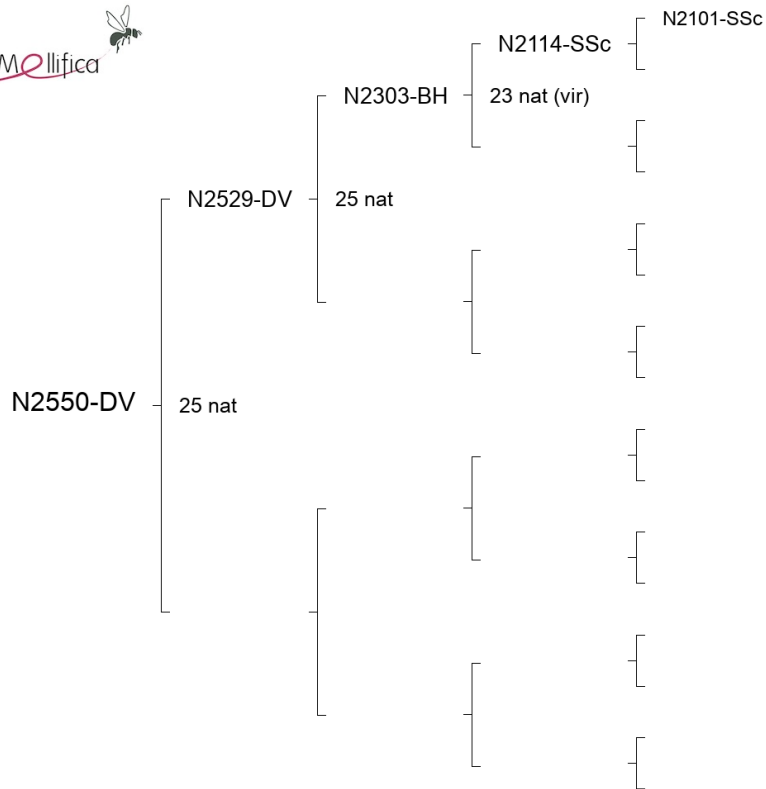 Mellifica
N2101-SSc
N2114-SSc
N2303-BH
23 nat (vir)
N2529-DV
25 nat
N2550-DV
25 nat